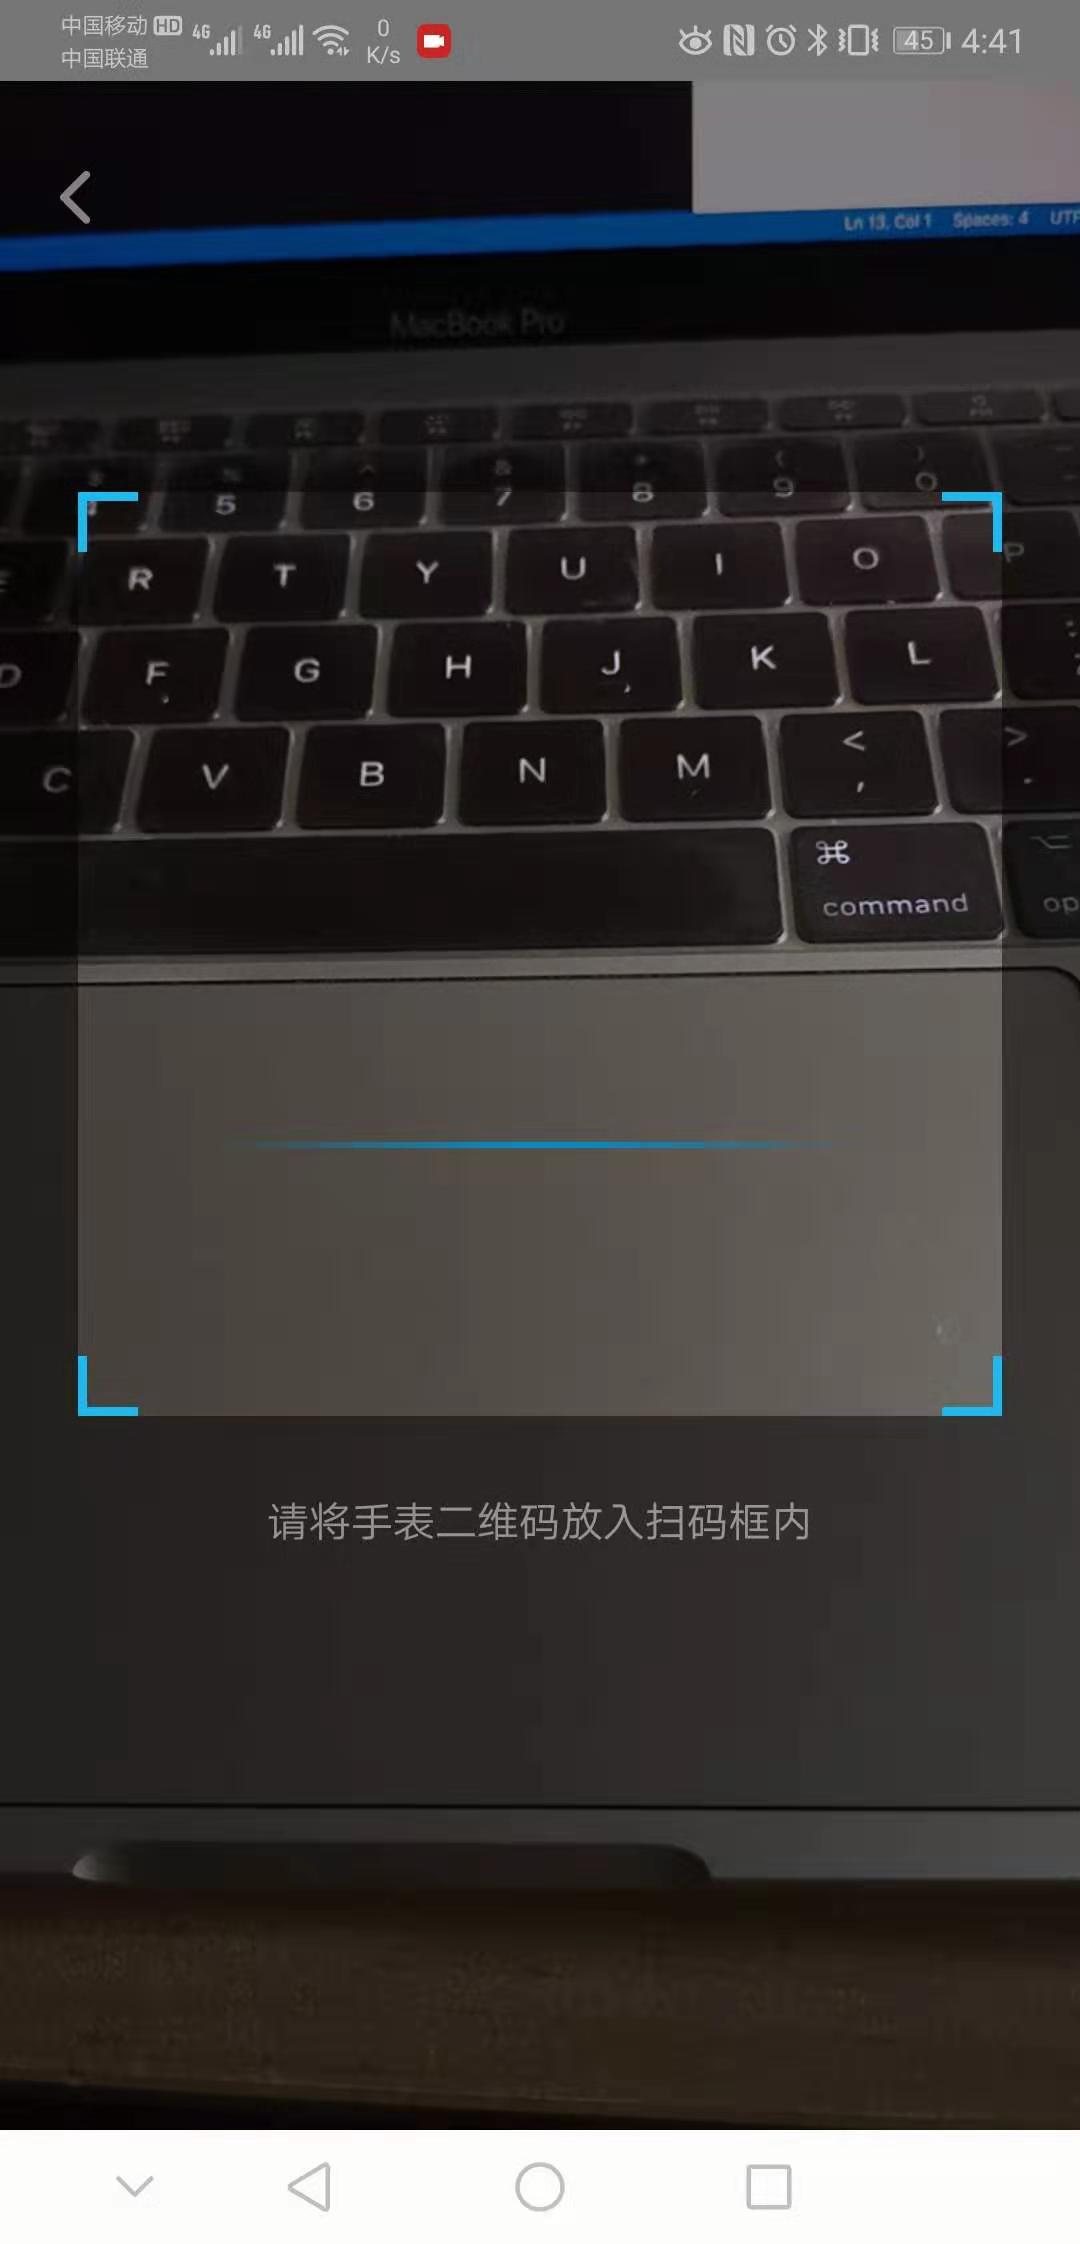 中国移动 HD 4G 4G 0 K/s 45 4:41
中国联通
Ln 13, Col 1 Spaces: 4 UTF
MacBook Pro
5 6 7 8 9 0
R T Y U I O P
D F G H J K L
C V B N M < , > .
⌘
command op
请将手表二维码放入扫码框内